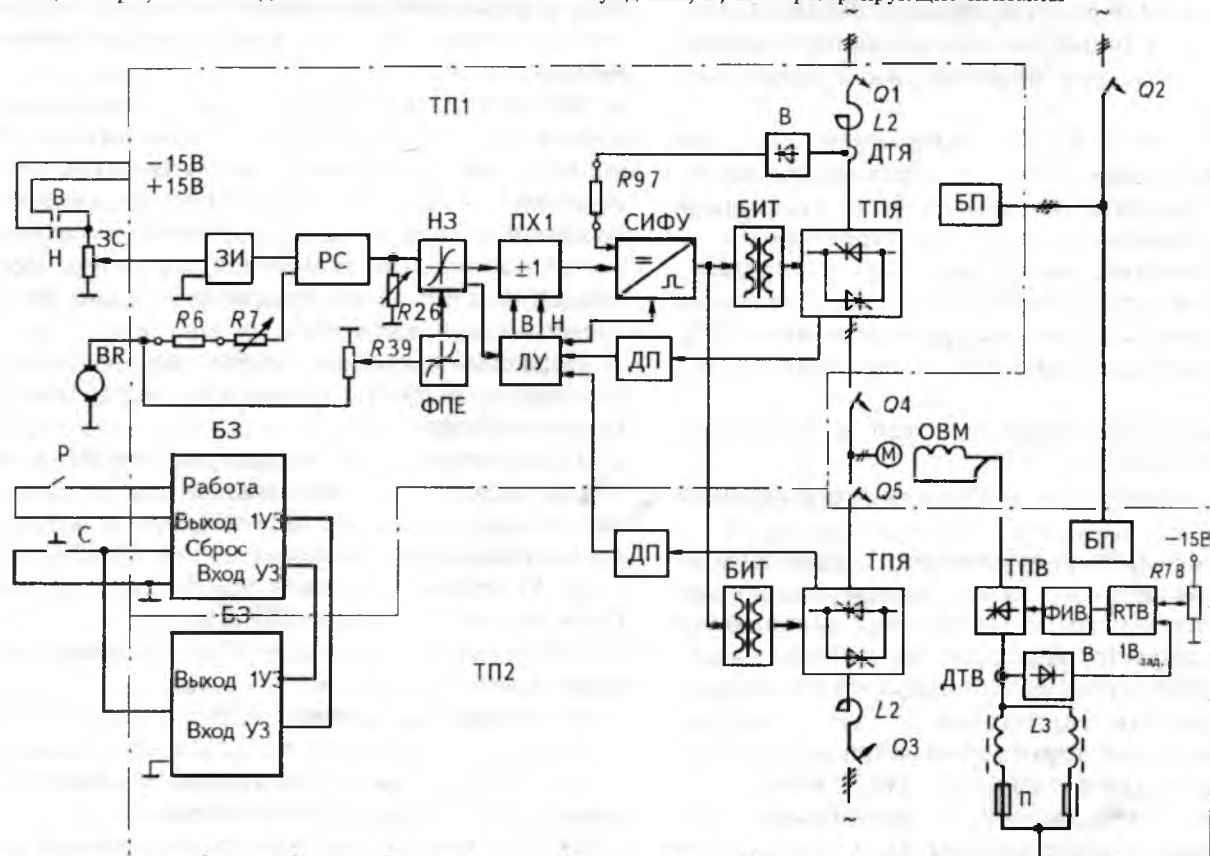 ~
~
ТП1
Q1
L2
Q2
В
ДТЯ
−15В
+15В
В
R97
НЗ
ПХ1
СИФУ
БИТ
ТПЯ
БП
ЗС
Н
ЗИ
РС
±1
=
R26
R6
R7
В
Н
BR
R39
ЛУ
ДП
ФПЕ
Q4
ОВМ
М
БЗ
Q5
Р
Работа
Выход 1УЗ
С
Сброс
Вход УЗ
ДП
БИТ
ТПЯ
БП
−15В
ТПВ
R78
ФИВ
RTB
БЗ
В
1В зад.
Выход 1УЗ
ТП2
ДТВ
Вход УЗ
L2
L3
Q3
П
~